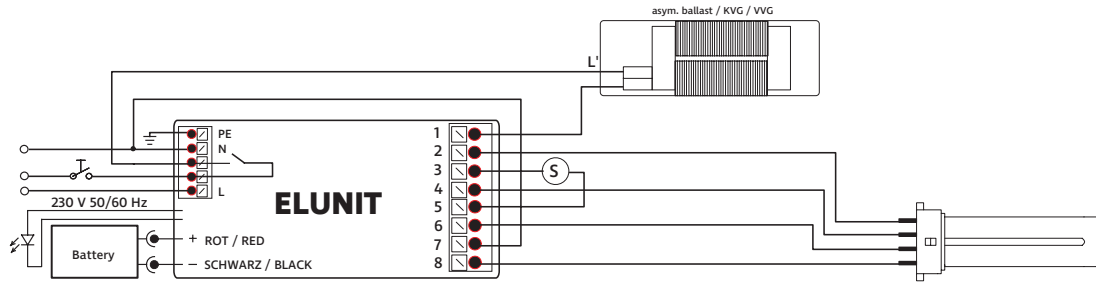 asym. ballast / KVG / VVG
L'
PE
N
L
230 V 50/60 Hz
ELUNIT
+ ROT / RED
− SCHWARZ / BLACK
Battery
1
2
3
4
5
6
7
8
S